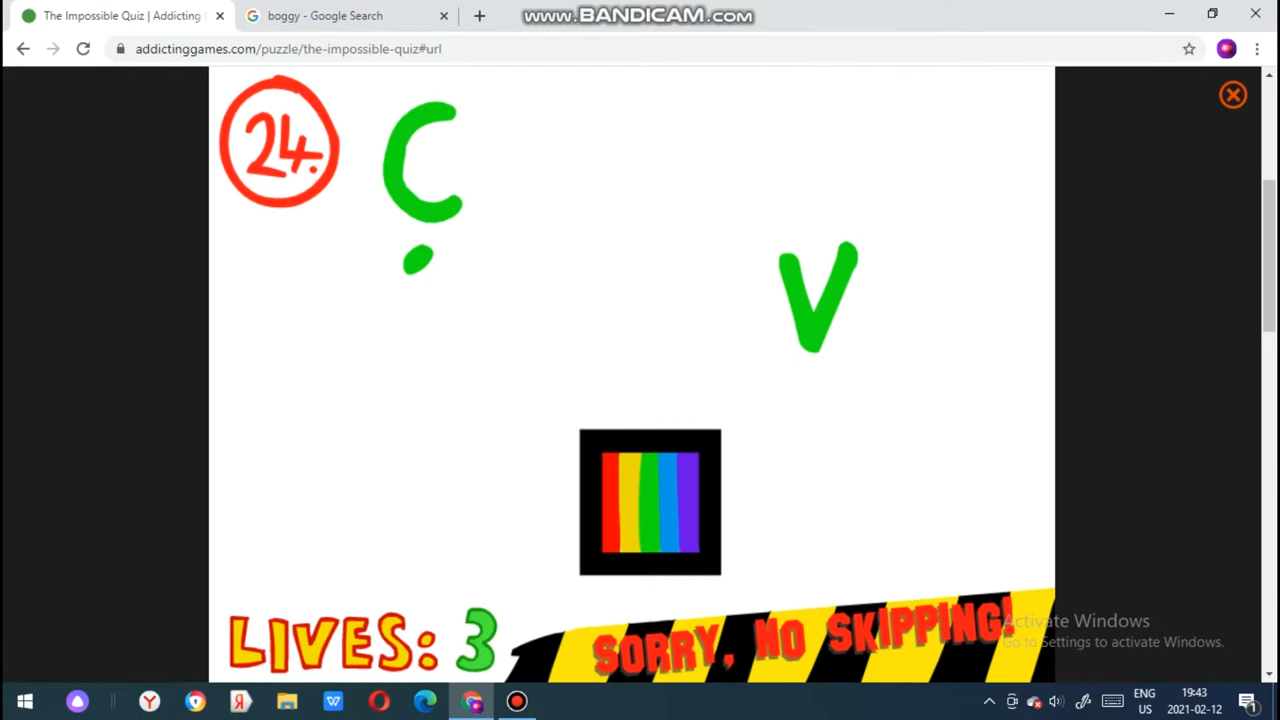 The Impossible Quiz | Addicting
boggy - Google Search
www.BANDICAM.com
addictinggames.com/puzzle/the-impossible-quiz#url
24.
C
V
LIVES: 3
SORRY, NO SKIPPING!
Activate Windows
Go to Settings to activate Windows.
ENG
US
19:43
2021-02-12